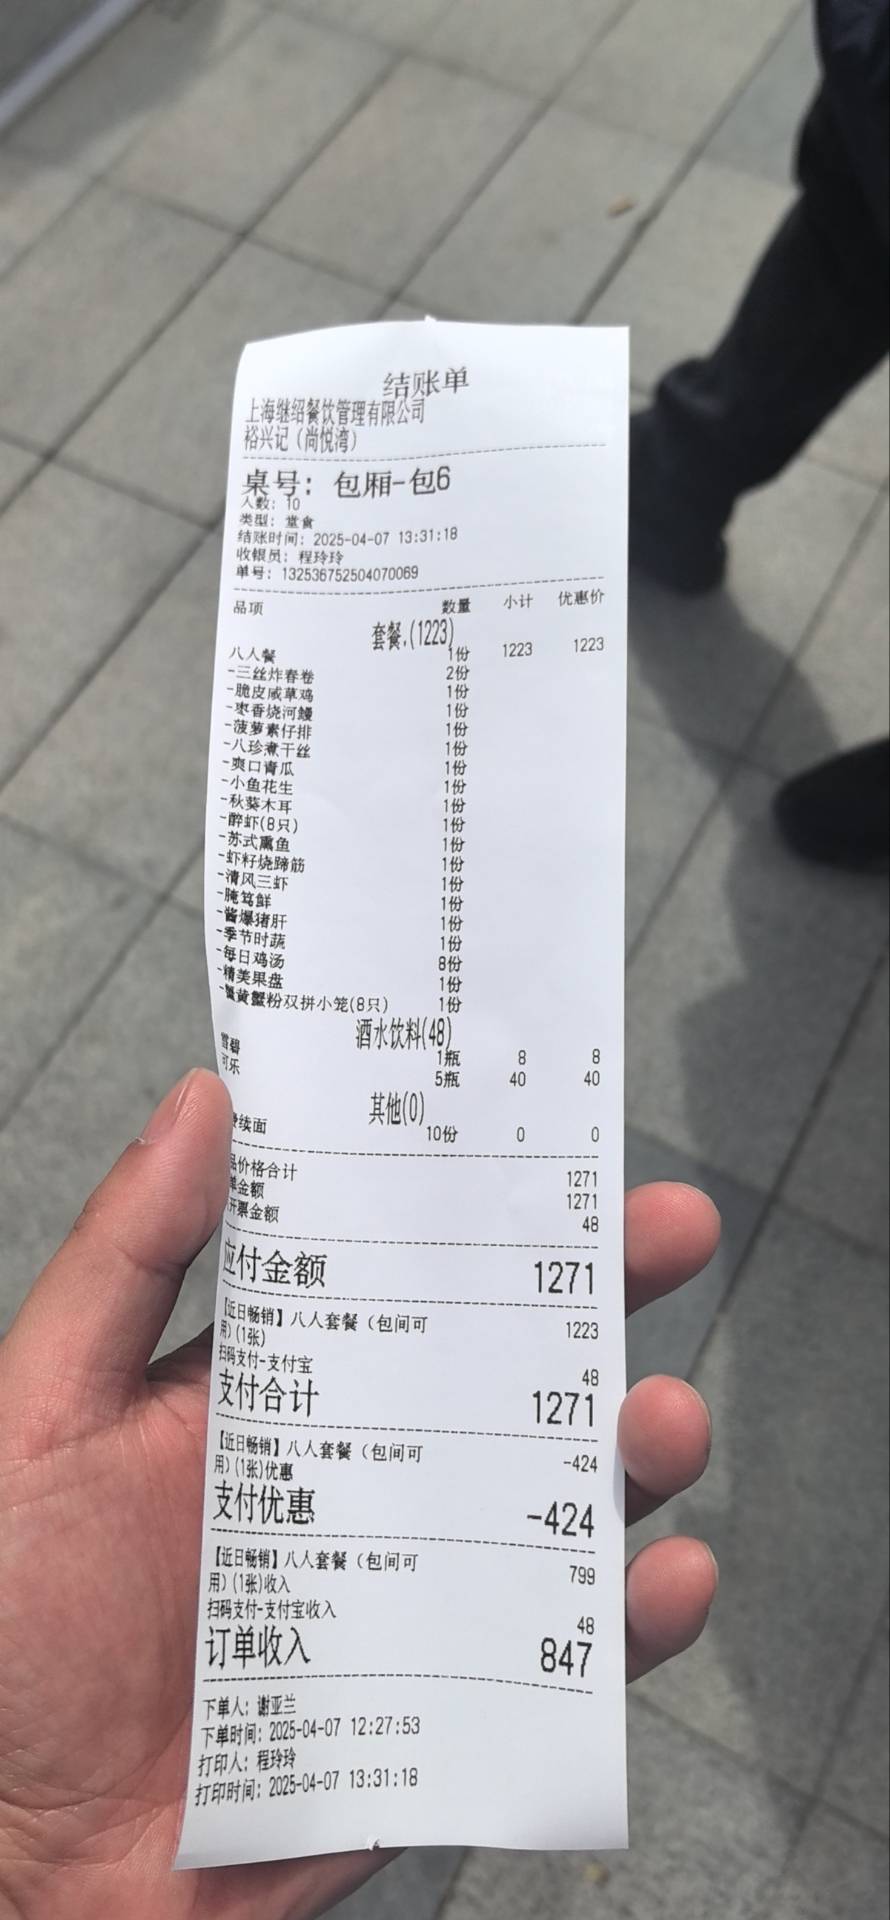 结账单
上海继绍餐饮管理有限公司
裕兴记（尚悦湾）
桌号：包厢-包6
人数：10
类型：堂食
结账时间：2025-04-07 13:31:18
收银员：程玲玲
单号：132536752504070069
品项 数量 小计 优惠价
套餐.(1223)
八人餐 1份 1223 1223
-三丝炸春卷 2份
-脆皮咸草鸡 1份
-枣香烧河鳗 1份
-菠萝素仔排 1份
-八珍煮干丝 1份
-爽口青瓜 1份
-小鱼花生 1份
-秋葵木耳 1份
-醉虾(8只) 1份
-苏式熏鱼 1份
-虾籽烧蹄筋 1份
-清风三虾 1份
-腌笃鲜 1份
-酱爆猪肝 1份
-季节时蔬 1份
-每日鸡汤 8份
-精美果盘 1份
-蟹黄蟹粉双拼小笼(8只) 1份
酒水饮料(48)
雪碧 1瓶 8 8
可乐 5瓶 40 40
其他(0)
续面 10份 0 0
品价格合计 1271
单金额 1271
开票金额 48
应付金额 1271
【近日畅销】八人套餐（包间可 1223
用）(1张)
扫码支付-支付宝 48
支付合计 1271
【近日畅销】八人套餐（包间可 -424
用）(1张)优惠
支付优惠 -424
【近日畅销】八人套餐（包间可 799
用）(1张)收入
扫码支付-支付宝收入 48
订单收入 847
下单人：谢亚兰
下单时间：2025-04-07 12:27:53
打印人：程玲玲
打印时间：2025-04-07 13:31:18